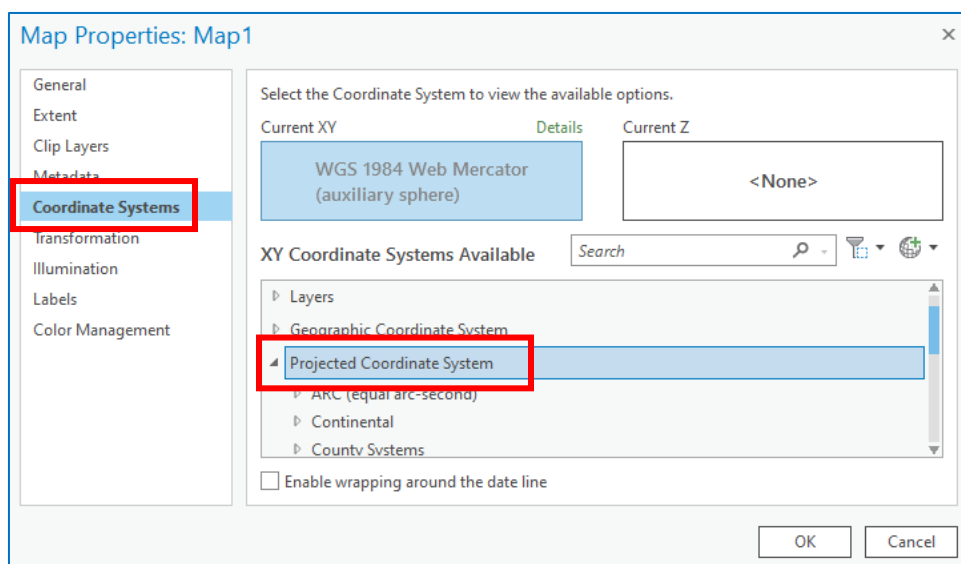 Map Properties: Map1
General
Extent
Clip Layers
Metadata
Coordinate Systems
Transformation
Illumination
Labels
Color Management
Select the Coordinate System to view the available options.
Current XY
Details
Current Z
WGS 1984 Web Mercator
(auxiliary sphere)
<None>
XY Coordinate Systems Available
Search
Layers
Geographic Coordinate System
Projected Coordinate System
ARC (equal arc-second)
Continental
County Systems
Enable wrapping around the date line
OK
Cancel